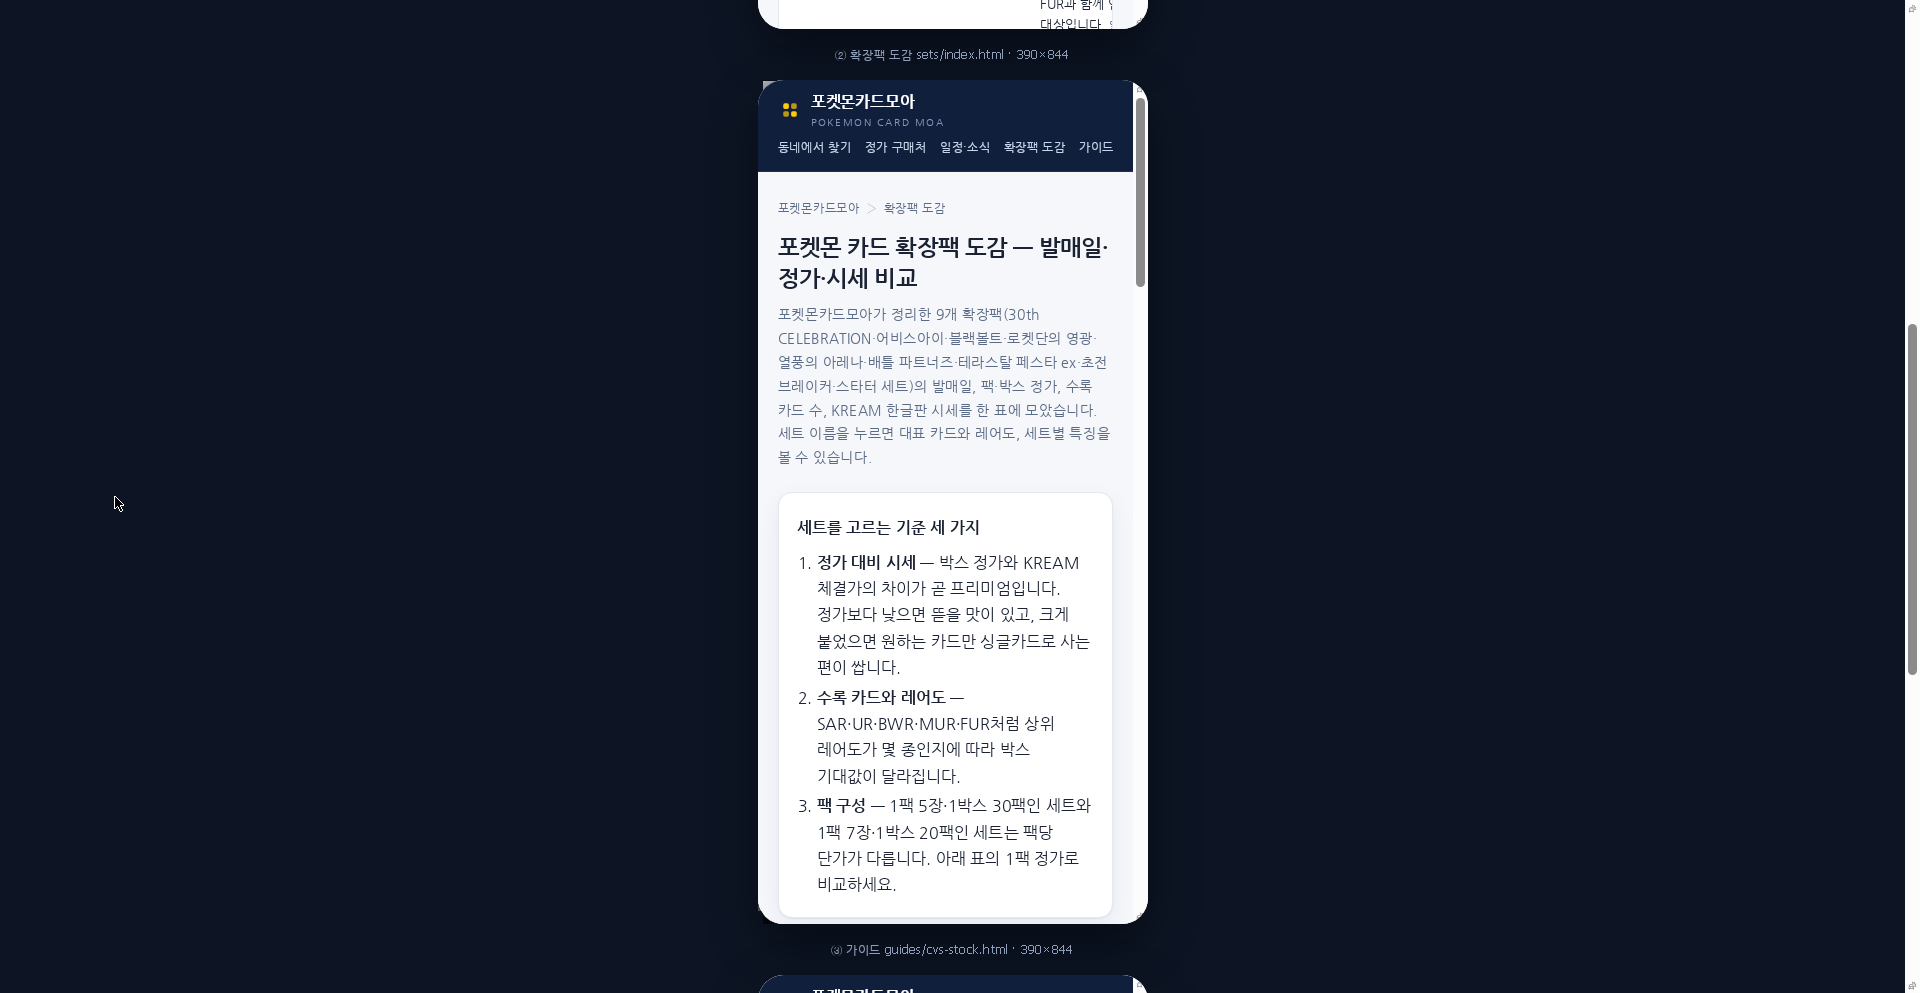 FUR과 함께
대상입니다.
② 확장팩 도감 sets/index.html · 390×844
포켓몬카드모아
POKEMON CARD MOA
동네에서 찾기 정가 구매처 일정·소식 확장팩 도감 가이드
포켓몬카드모아 > 확장팩 도감
포켓몬 카드 확장팩 도감 — 발매일·
정가·시세 비교
포켓몬카드모아가 정리한 9개 확장팩(30th
CELEBRATION·어비스아이·블랙볼트·로켓단의 영광·
열풍의 아레나·배틀 파트너즈·테라스탈 페스타 ex·초전
브레이커·스타터 세트)의 발매일, 팩·박스 정가, 수록
카드 수, KREAM 한글판 시세를 한 표에 모았습니다.
세트 이름을 누르면 대표 카드와 레어도, 세트별 특징을
볼 수 있습니다.
세트를 고르는 기준 세 가지
1. 정가 대비 시세 — 박스 정가와 KREAM
체결가의 차이가 곧 프리미엄입니다.
정가보다 낮으면 뜯을 맛이 있고, 크게
붙었으면 원하는 카드만 싱글카드로 사는
편이 쌉니다.
2. 수록 카드와 레어도 —
SAR·UR·BWR·MUR·FUR처럼 상위
레어도가 몇 종인지에 따라 박스
기대값이 달라집니다.
3. 팩 구성 — 1팩 5장·1박스 30팩인 세트와
1팩 7장·1박스 20팩인 세트는 팩당
단가가 다릅니다. 아래 표의 1팩 정가로
비교하세요.
③ 가이드 guides/cvs-stock.html · 390×844
포켓몬카드모아